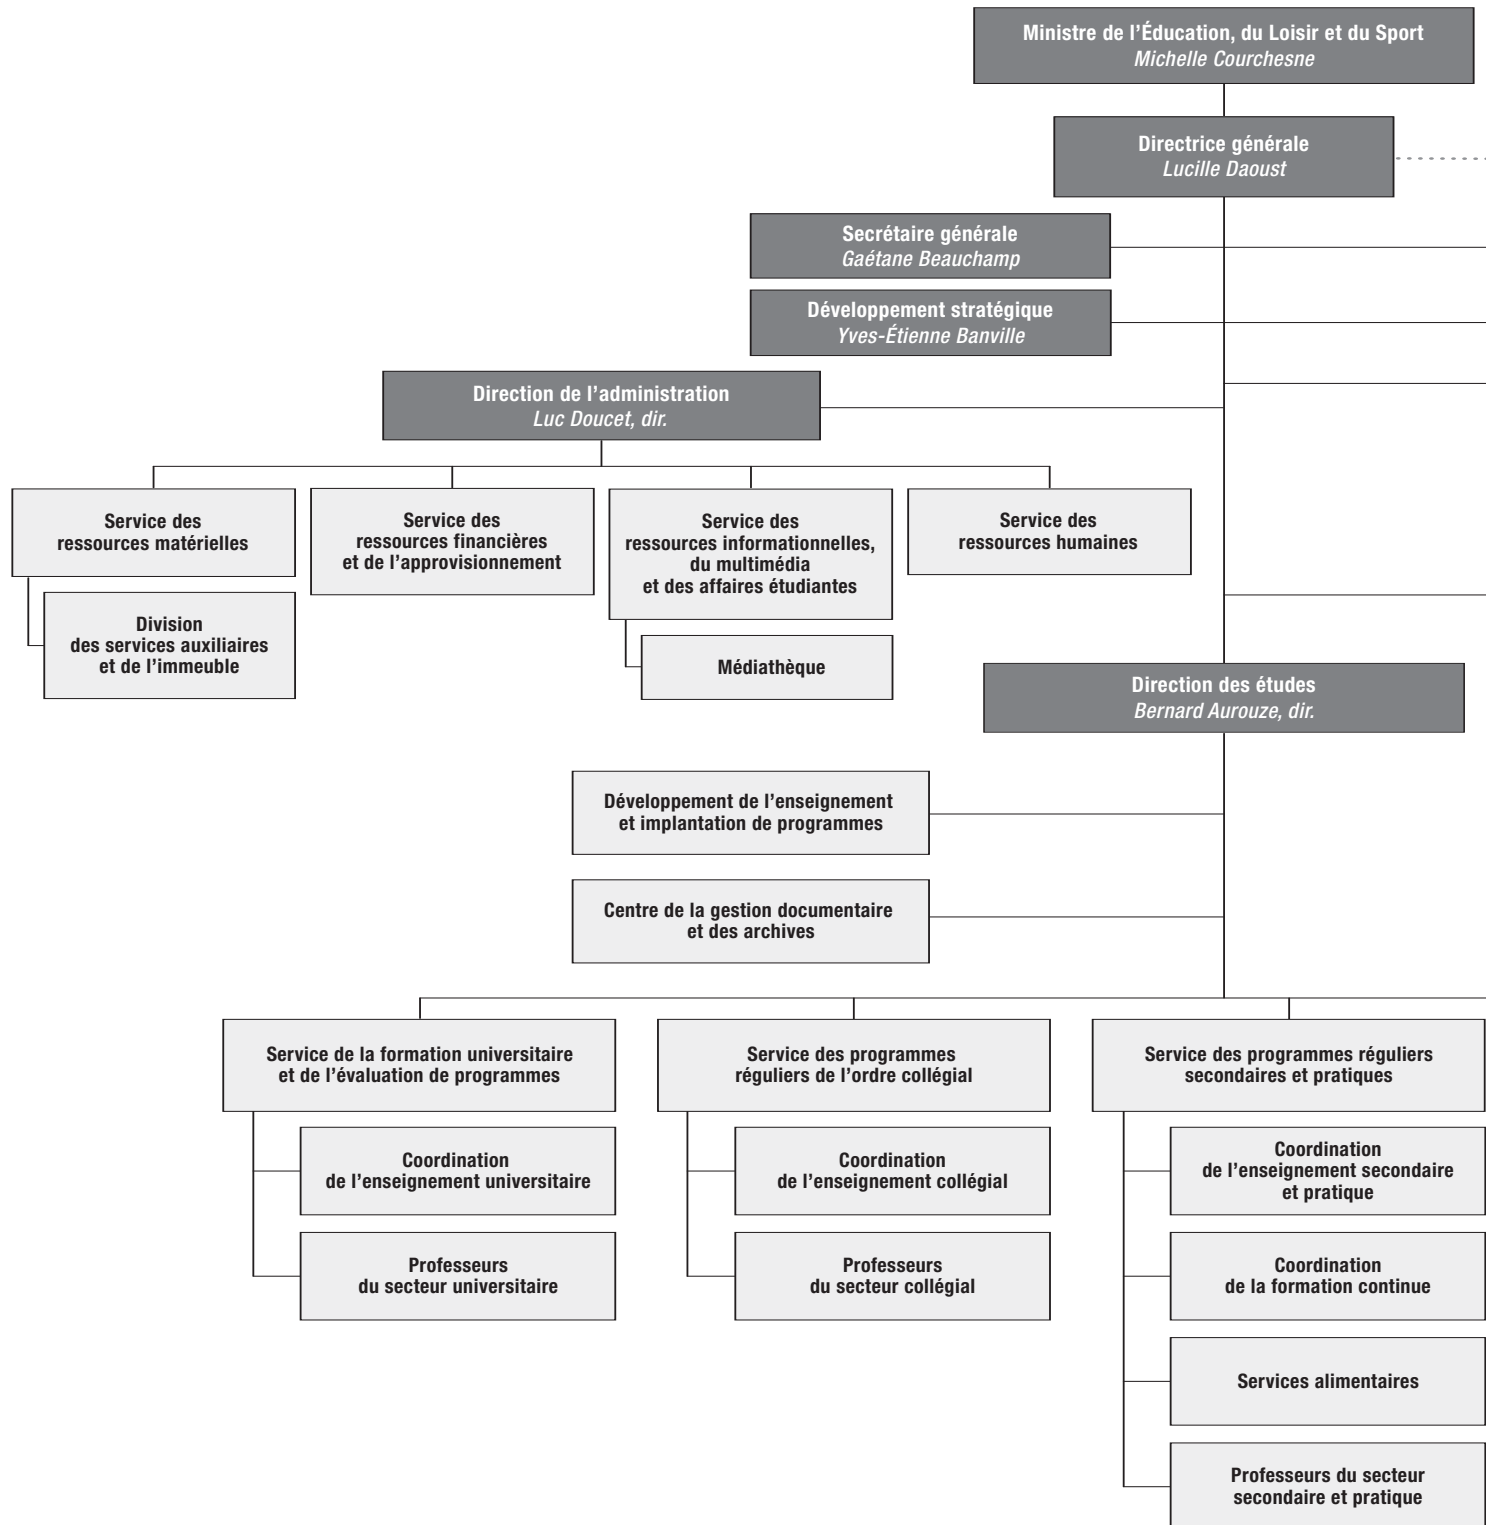 Ministre de l'Éducation, du Loisir et du Sport
Michelle Courchesne
Directrice générale
Lucille Daoust
Secrétaire générale
Gaétane Beauchamp
Développement stratégique
Yves-Étienne Banville
Direction de l'administration
Luc Doucet, dir.
Service des
ressources matérielles
Service des
ressources financières
et de l'approvisionnement
Service des
ressources informationnelles,
du multimédia
et des affaires étudiantes
Service des
ressources humaines
Division
des services auxiliaires
et de l'immeuble
Médiathèque
Direction des études
Bernard Aurouze, dir.
Développement de l'enseignement
et implantation de programmes
Centre de la gestion documentaire
et des archives
Service de la formation universitaire
et de l'évaluation de programmes
Service des programmes
réguliers de l'ordre collégial
Service des programmes réguliers
secondaires et pratiques
Coordination
de l'enseignement universitaire
Coordination
de l'enseignement collégial
Coordination
de l'enseignement secondaire
et pratique
Professeurs
du secteur universitaire
Professeurs
du secteur collégial
Coordination
de la formation continue
Services alimentaires
Professeurs du secteur
secondaire et pratique